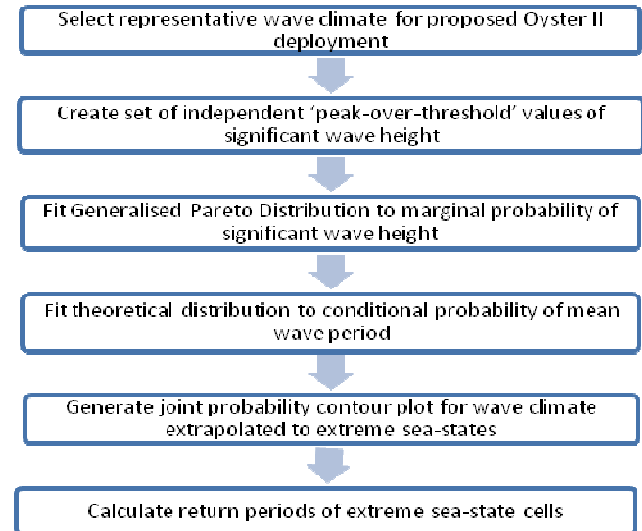 Select representative wave climate for proposed Oyster II
deployment
Create set of independent ‘peak-over-threshold’ values of
significant wave height
Fit Generalised Pareto Distribution to marginal probability of
significant wave height
Fit theoretical distribution to conditional probability of mean
wave period
Generate joint probability contour plot for wave climate
extrapolated to extreme sea-states
Calculate return periods of extreme sea-state cells